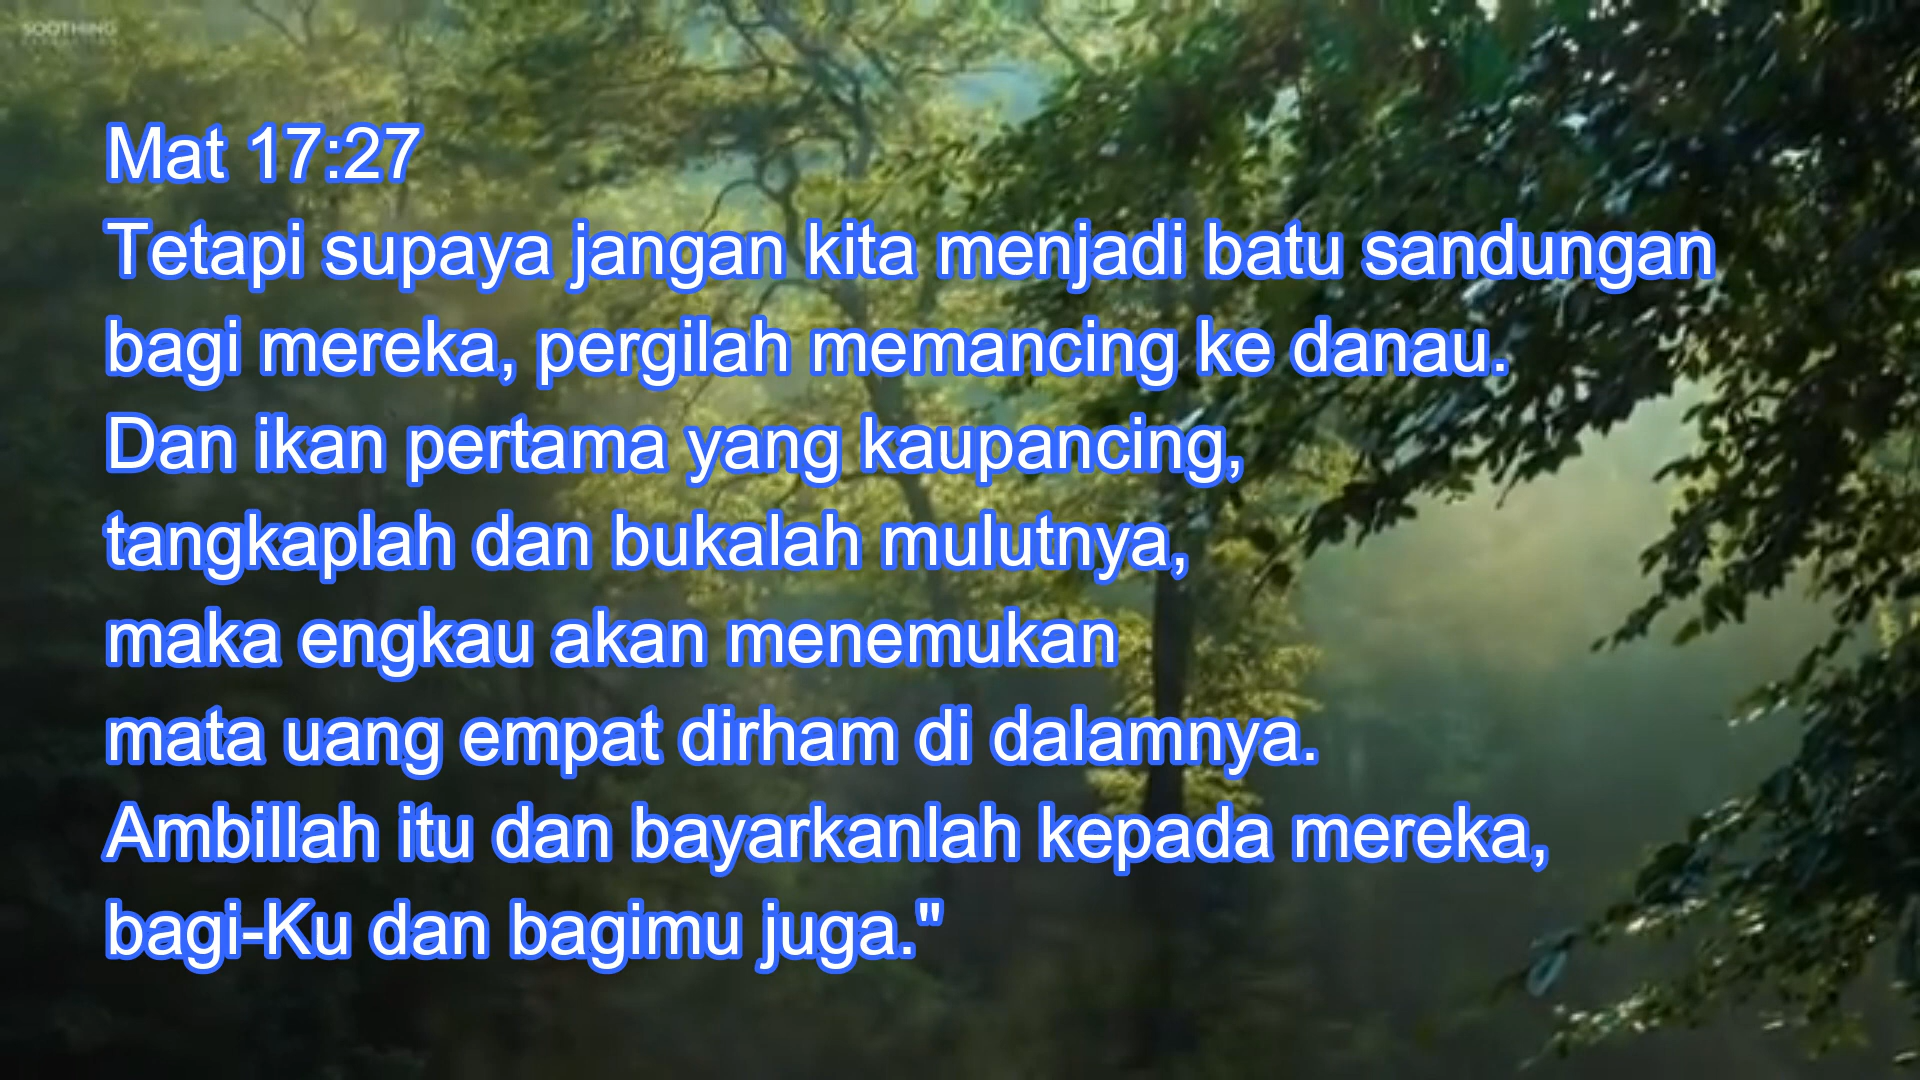 SOOTHING
Mat 17:27
Tetapi supaya jangan kita menjadi batu sandungan
bagi mereka, pergilah memancing ke danau.
Dan ikan pertama yang kaupancing,
tangkaplah dan bukalah mulutnya,
maka engkau akan menemukan
mata uang empat dirham di dalamnya.
Ambillah itu dan bayarkanlah kepada mereka,
bagi-Ku dan bagimu juga."